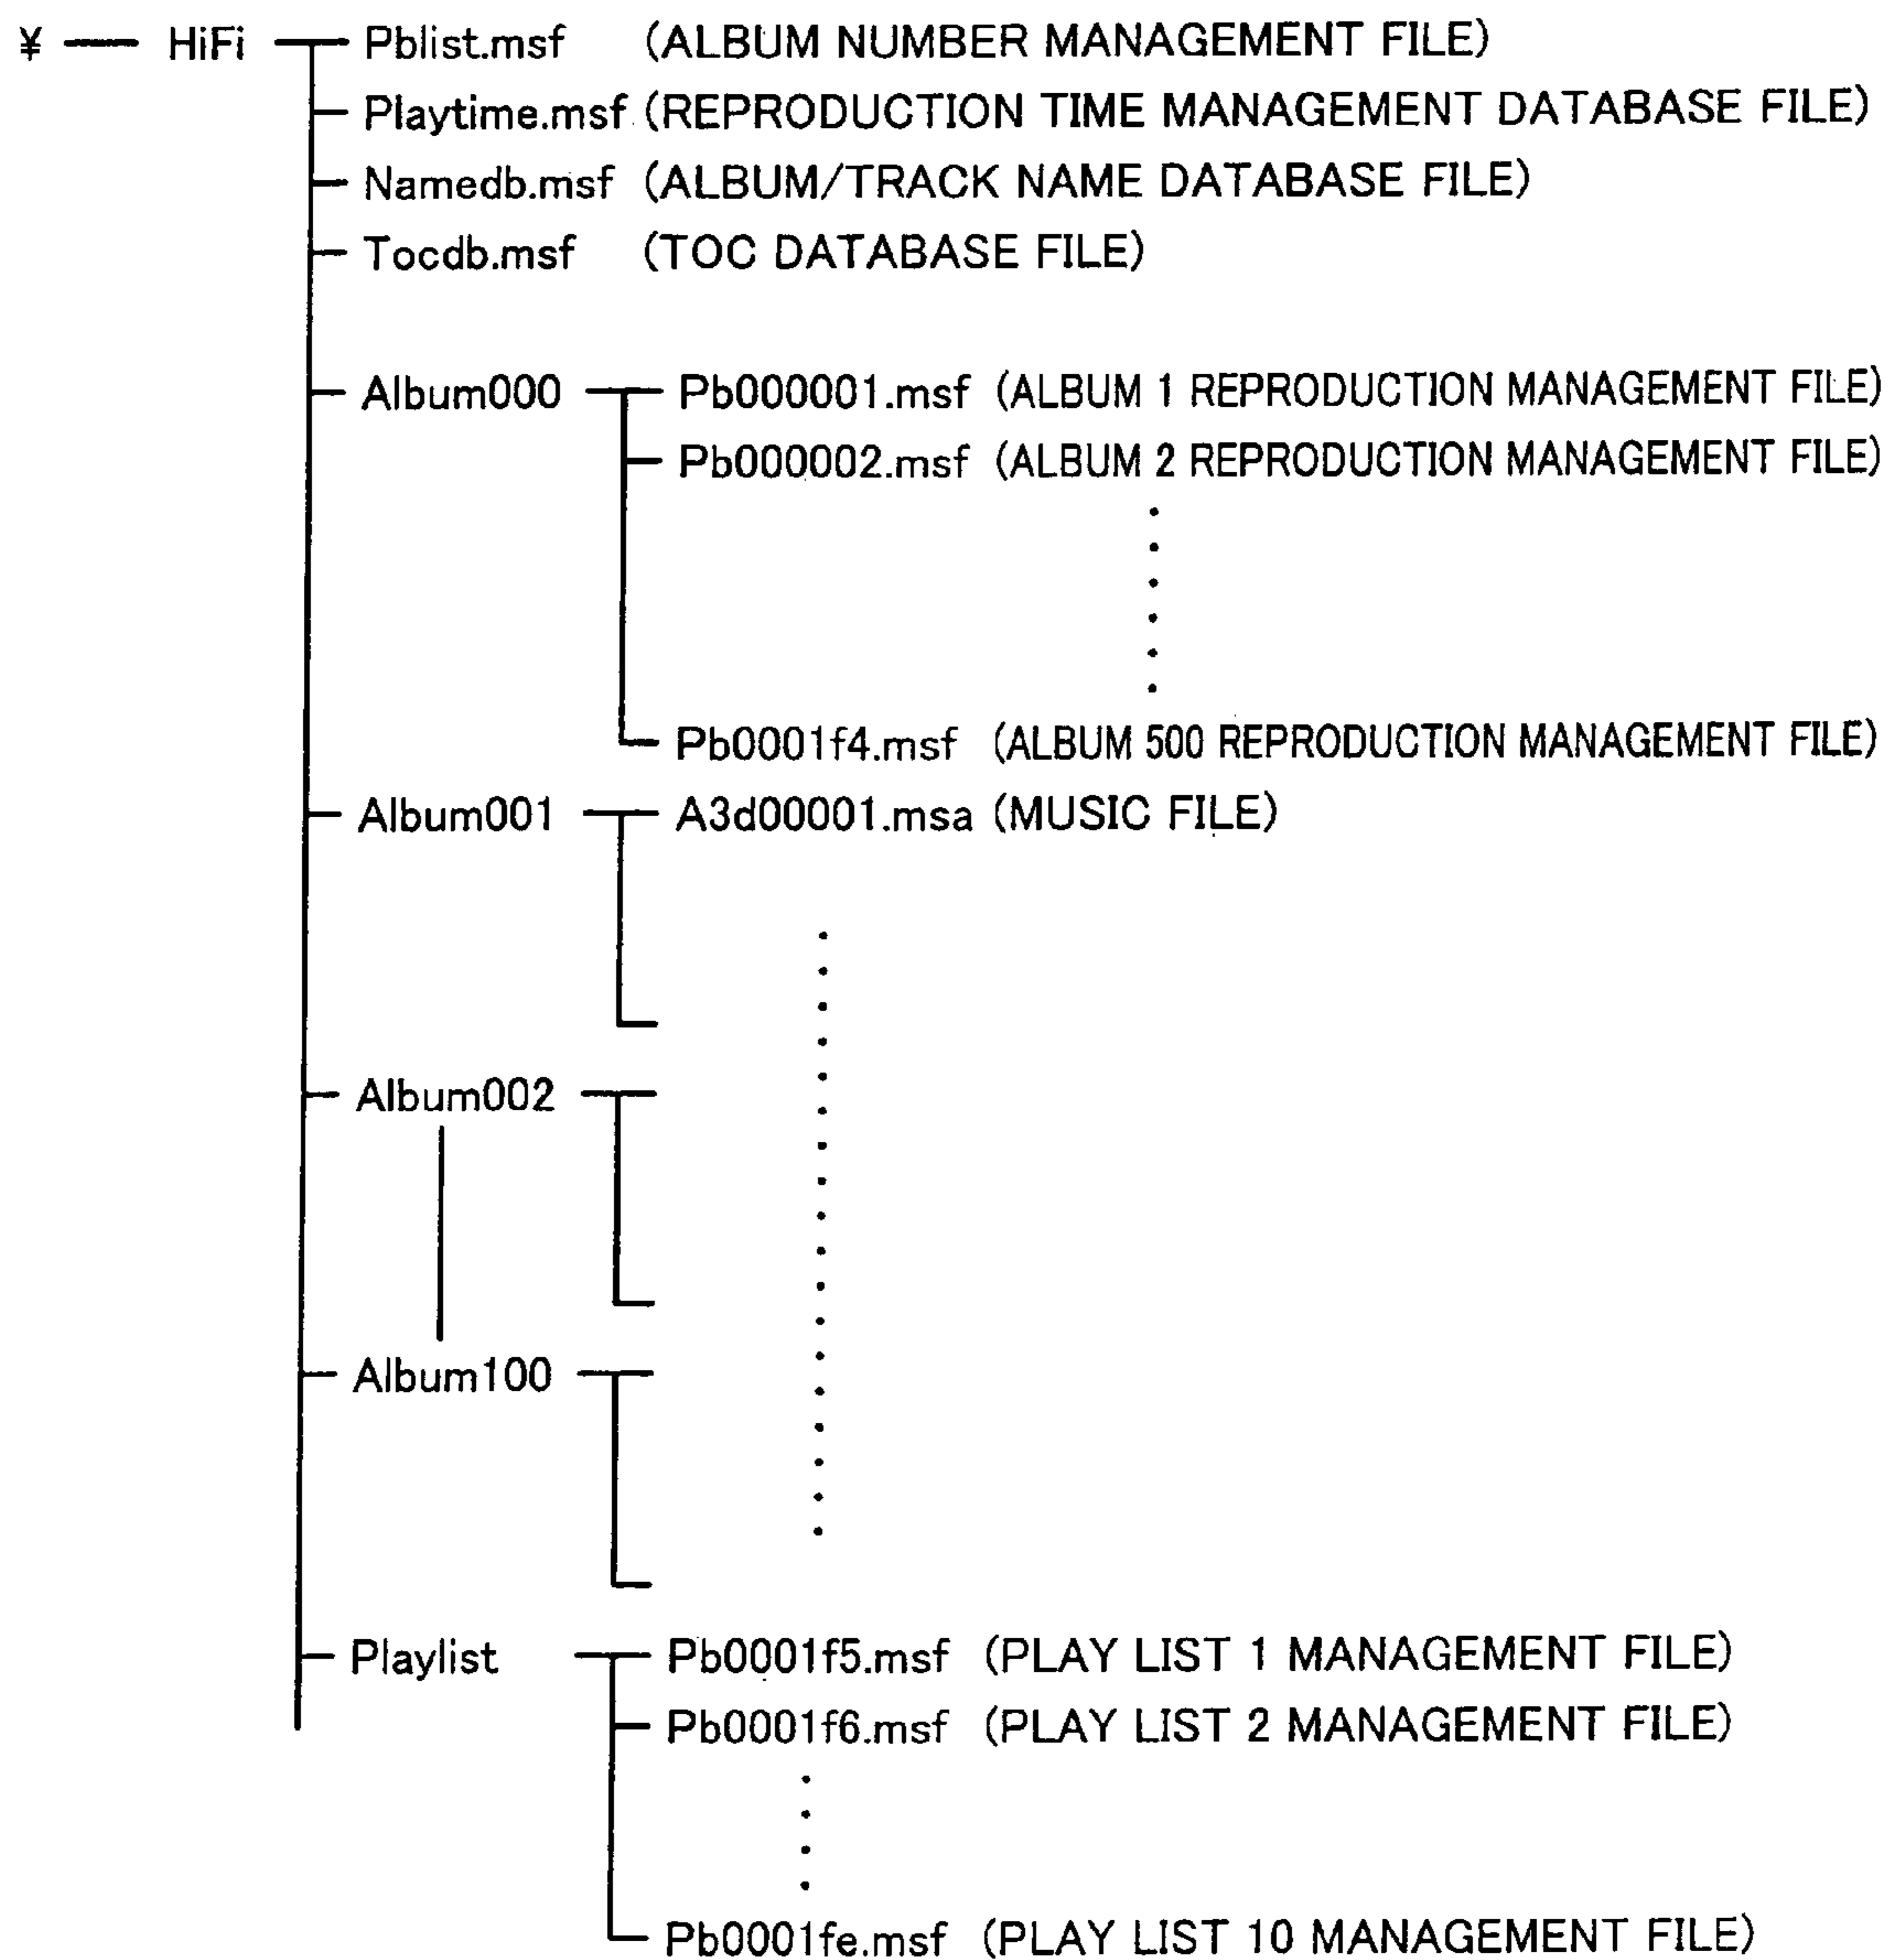 ¥ HiFi Pblist.msf (ALBUM NUMBER MANAGEMENT FILE)
Playtime.msf (REPRODUCTION TIME MANAGEMENT DATABASE FILE)
Namedb.msf (ALBUM/TRACK NAME DATABASE FILE)
Tocdb.msf (TOC DATABASE FILE)
Album000 Pb000001.msf (ALBUM 1 REPRODUCTION MANAGEMENT FILE)
Pb000002.msf (ALBUM 2 REPRODUCTION MANAGEMENT FILE)
Pb0001f4.msf (ALBUM 500 REPRODUCTION MANAGEMENT FILE)
Album001 A3d00001.msa (MUSIC FILE)
Album002
Album100
Playlist Pb0001f5.msf (PLAY LIST 1 MANAGEMENT FILE)
Pb0001f6.msf (PLAY LIST 2 MANAGEMENT FILE)
Pb0001fe.msf (PLAY LIST 10 MANAGEMENT FILE)